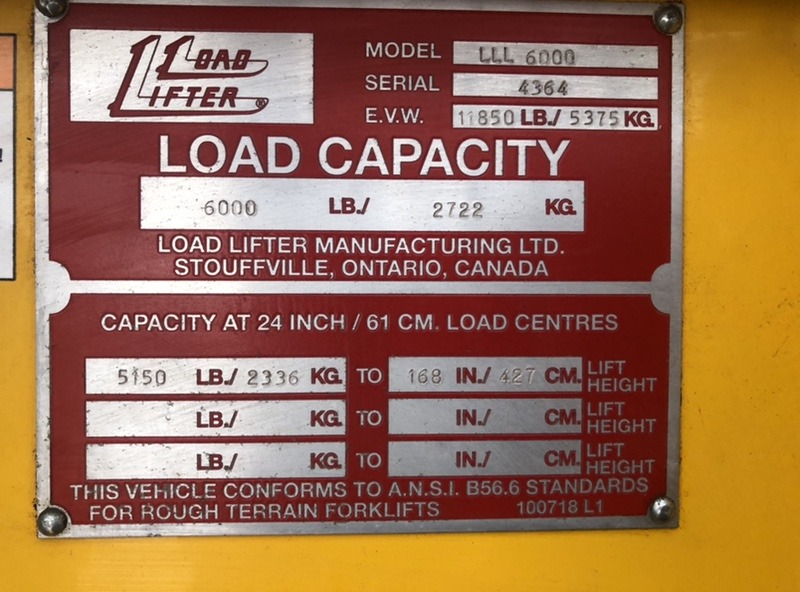 LOAD
LIFTER ®
MODEL LLL 6000
SERIAL 4364
E.V.W. 11850 LB./ 5375 KG.
LOAD CAPACITY
6000 LB./ 2722 KG.
LOAD LIFTER MANUFACTURING LTD.
STOUFFVILLE, ONTARIO, CANADA
CAPACITY AT 24 INCH / 61 CM. LOAD CENTRES
5150 LB./ 2336 KG. TO 168 IN./ 427 CM. LIFT HEIGHT
LB./ KG. TO IN./ CM. LIFT HEIGHT
LB./ KG. TO IN./ CM. LIFT HEIGHT
THIS VEHICLE CONFORMS TO A.N.S.I. B56.6 STANDARDS
FOR ROUGH TERRAIN FORKLIFTS 100718 L1